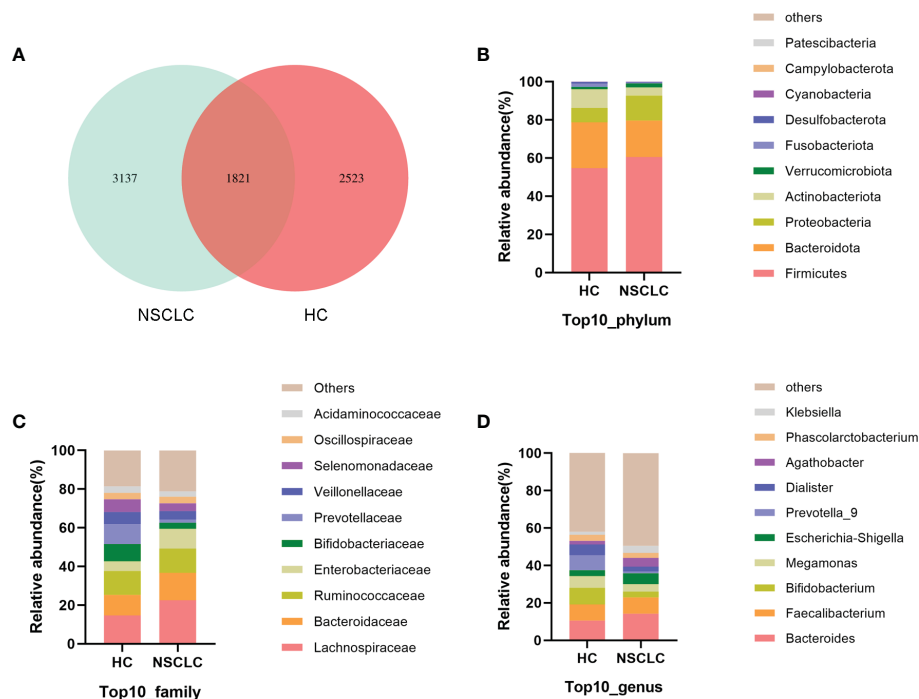 A
3137
1821
2523
NSCLC
HC
B
Relative abundance(%)
100
80
60
40
20
0
HC
NSCLC
Top10_phylum
others
Patescibacteria
Campylobacterota
Cyanobacteria
Desulfobacterota
Fusobacteriota
Verrucomicrobiota
Actinobacteriota
Proteobacteria
Bacteroidota
Firmicutes
C
Relative abundance(%)
100
80
60
40
20
0
HC
NSCLC
Top10_family
Others
Acidaminococcaceae
Oscillospiraceae
Selenomonadaceae
Veillonellaceae
Prevotellaceae
Bifidobacteriaceae
Enterobacteriaceae
Ruminococcaceae
Bacteroidaceae
Lachnospiraceae
D
Relative abundance(%)
100
80
60
40
20
0
HC
NSCLC
Top10_genus
others
Klebsiella
Phascolarctobacterium
Agathobacter
Dialister
Prevotella_9
Escherichia-Shigella
Megamonas
Bifidobacterium
Faecalibacterium
Bacteroides